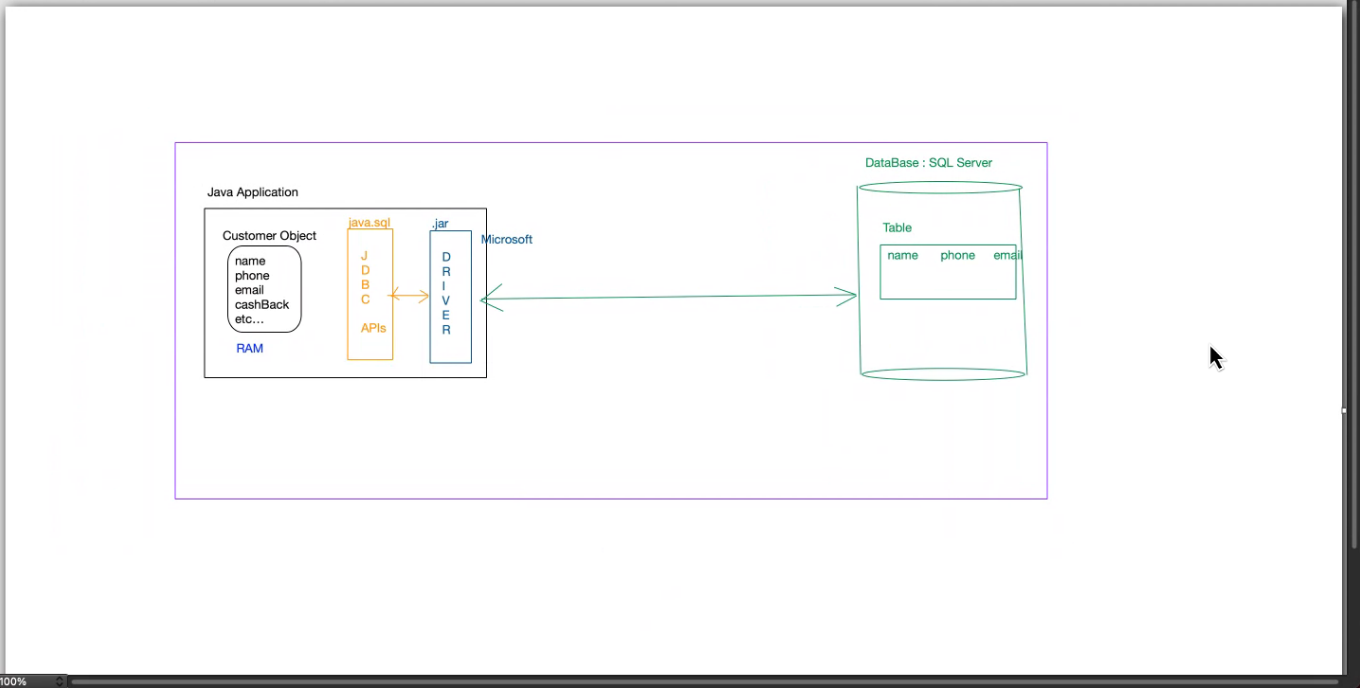 DataBase : SQL Server
Java Application
java.sql
.jar
Microsoft
Customer Object
name
phone
email
cashBack
etc...
RAM
J
D
B
C
APIs
D
R
I
V
E
R
Table
name phone email
100%